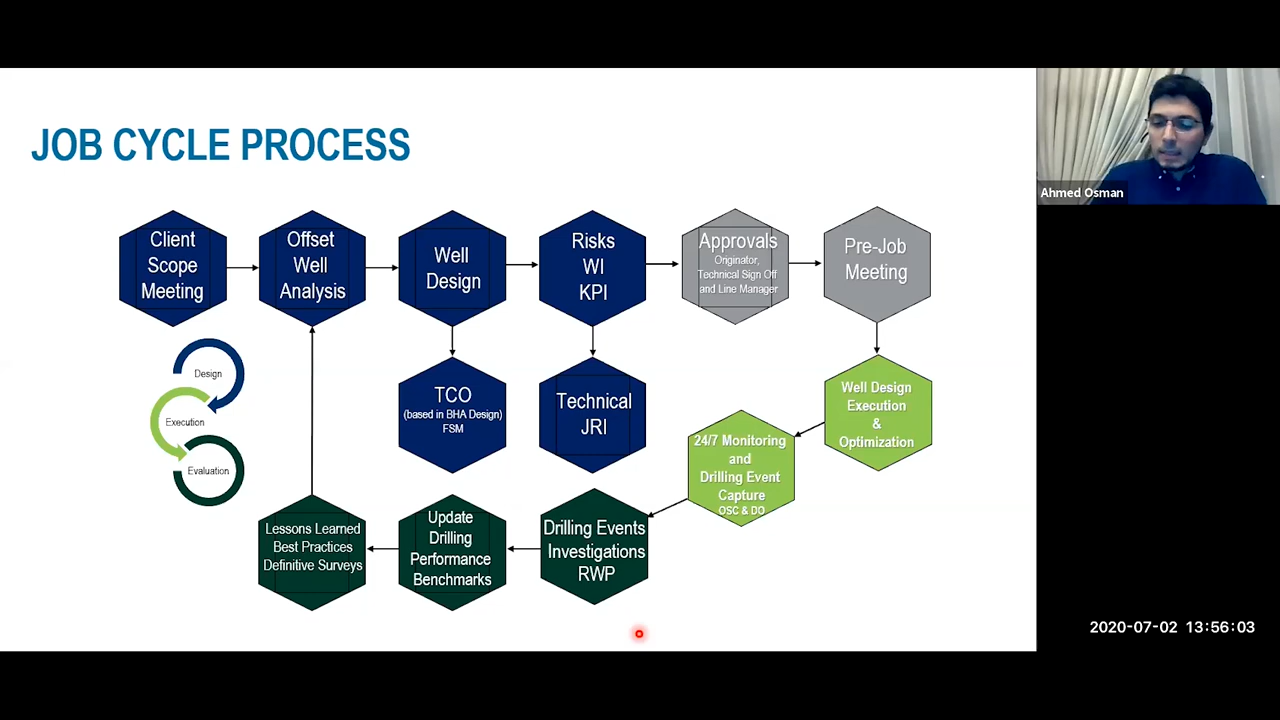 JOB CYCLE PROCESS
Client
Scope
Meeting
Offset
Well
Analysis
Well
Design
Risks
WI
KPI
Approvals
Originator,
Technical Sign Off
and Line Manager
Pre-Job
Meeting
Design
Execution
Evaluation
TCO
(based in BHA Design)
FSM
Technical
JRI
Well Design
Execution
&
Optimization
24/7 Monitoring
and
Drilling Event
Capture
OSC & DO
Drilling Events
Investigations
RWP
Update
Drilling
Performance
Benchmarks
Lessons Learned
Best Practices
Definitive Surveys
Ahmed Osman
2020-07-02 13:56:03